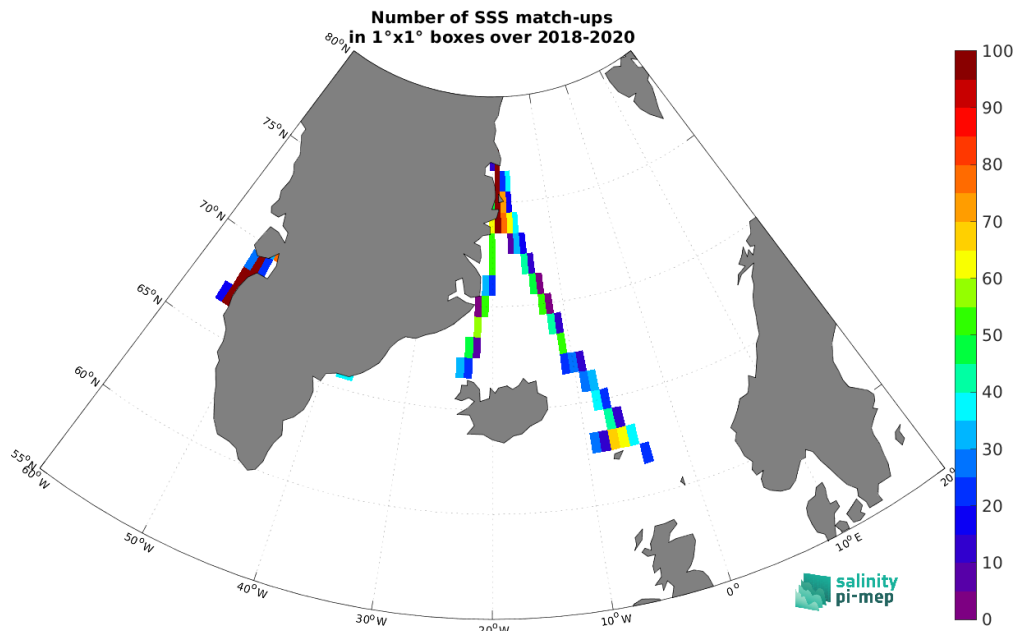 Number of SSS match-ups
in 1°x1° boxes over 2018-2020
80°N
75°N
70°N
65°N
60°N
55°N
60°W
50°W
40°W
30°W
20°W
10°W
0°
10°E
20°
100
90
80
70
60
50
40
30
20
10
0
salinity
pi-mep